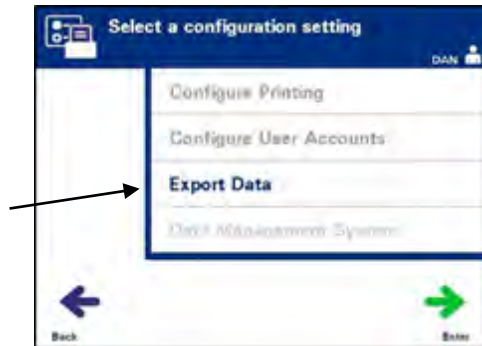 Select a configuration setting
DAN
Configure Printing
Configure User Accounts
Export Data
Data Management System
Back
Enter